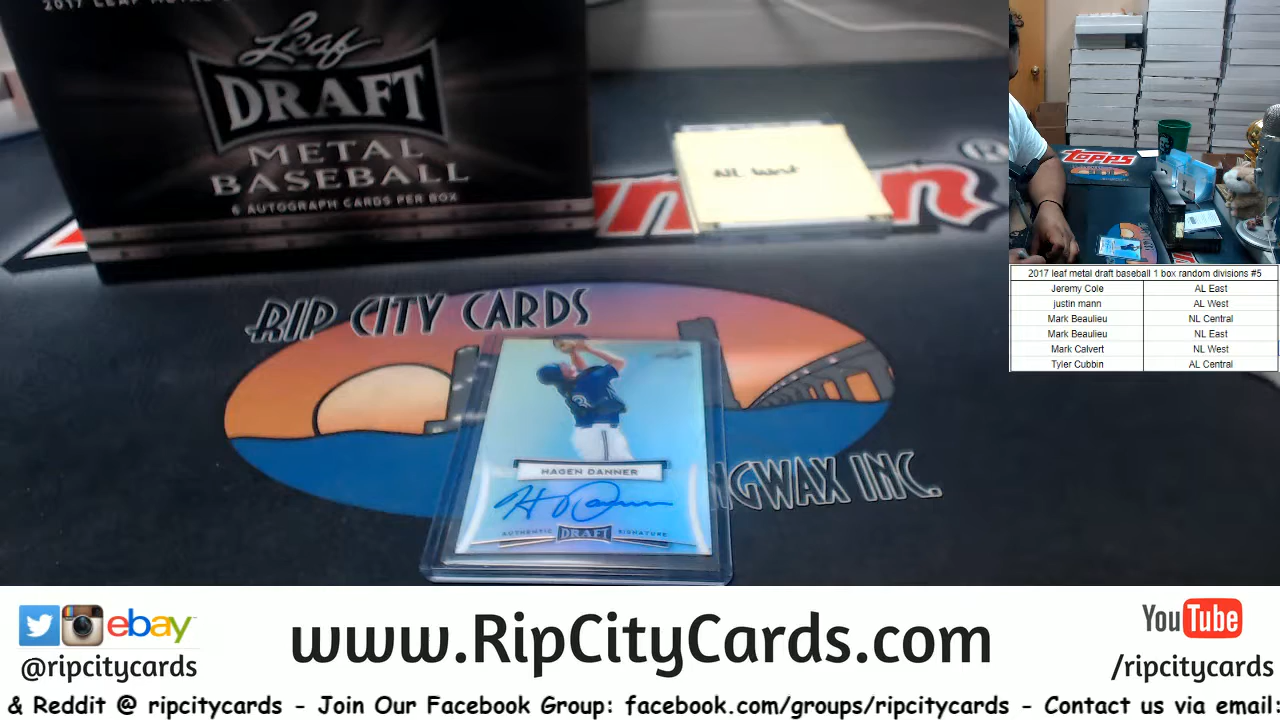 2017 LEAF METAL
Leaf
DRAFT
METAL
BASEBALL
6 AUTOGRAPH CARDS PER BOX
NL West
®
RIP CITY CARDS
HAGEN DANNER
AUTHENTIC DRAFT SIGNATURE
GWAX INC.
TOPPS
2017 leaf metal draft baseball 1 box random divisions #5
Jeremy Cole AL East
justin mann AL West
Mark Beaulieu NL Central
Mark Beaulieu NL East
Mark Calvert NL West
Tyler Cubbin AL Central
ebay
@ripcitycards
www.RipCityCards.com
YouTube
/ripcitycards
& Reddit @ ripcitycards - Join Our Facebook Group: facebook.com/groups/ripcitycards - Contact us via email: